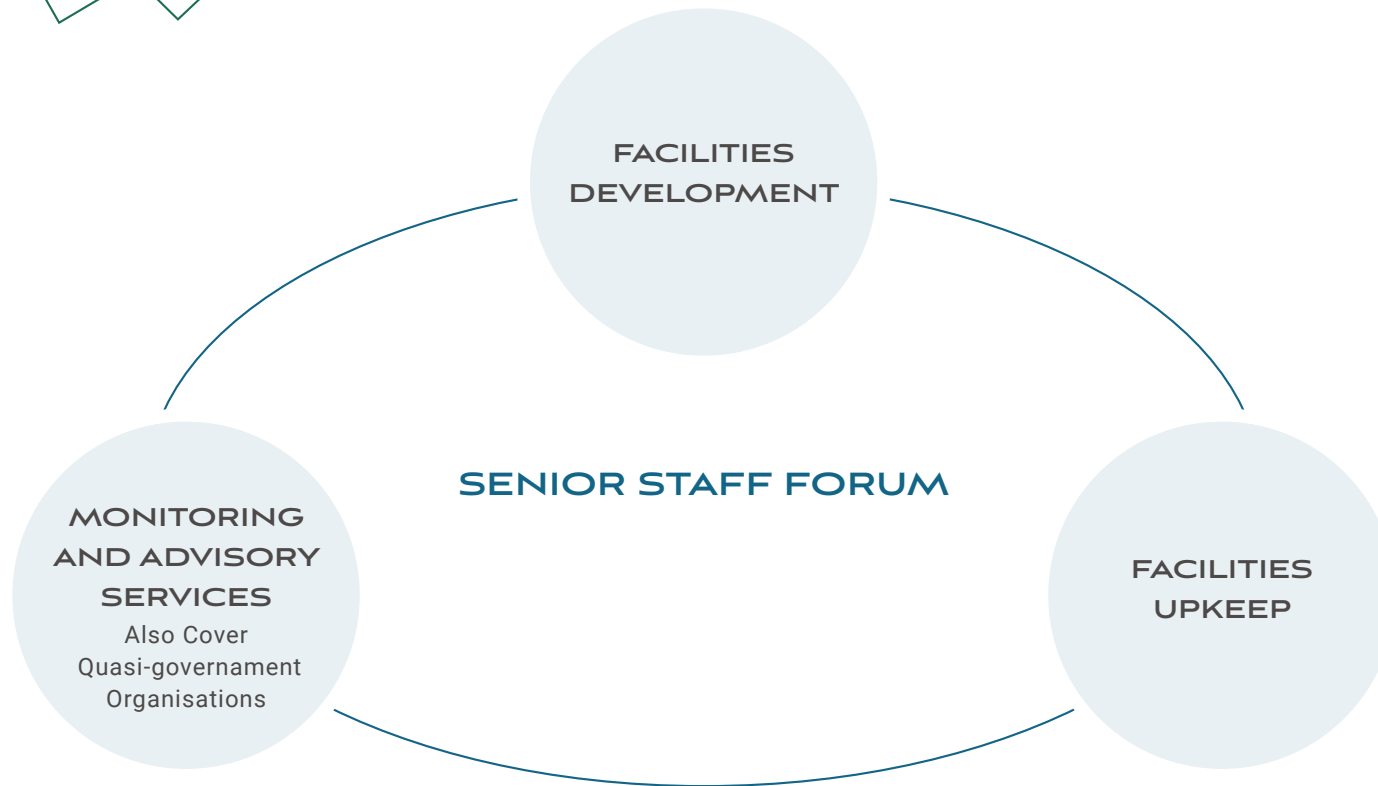 FACILITIES
DEVELOPMENT
SENIOR STAFF FORUM
MONITORING
AND ADVISORY
SERVICES
Also Cover
Quasi-governament
Organisations
FACILITIES
UPKEEP